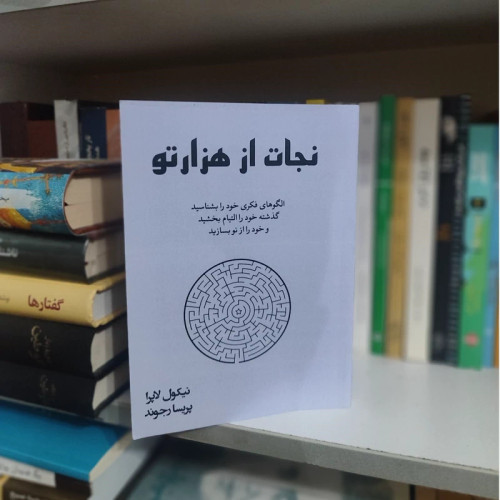 نجات از هزارتو
الگوهای فکری خود را بشناسید
گذشته خود را التیام بخشید
و خود را از نو بسازید
نیکول لاپرا
پریسا رجوند
گفتارها